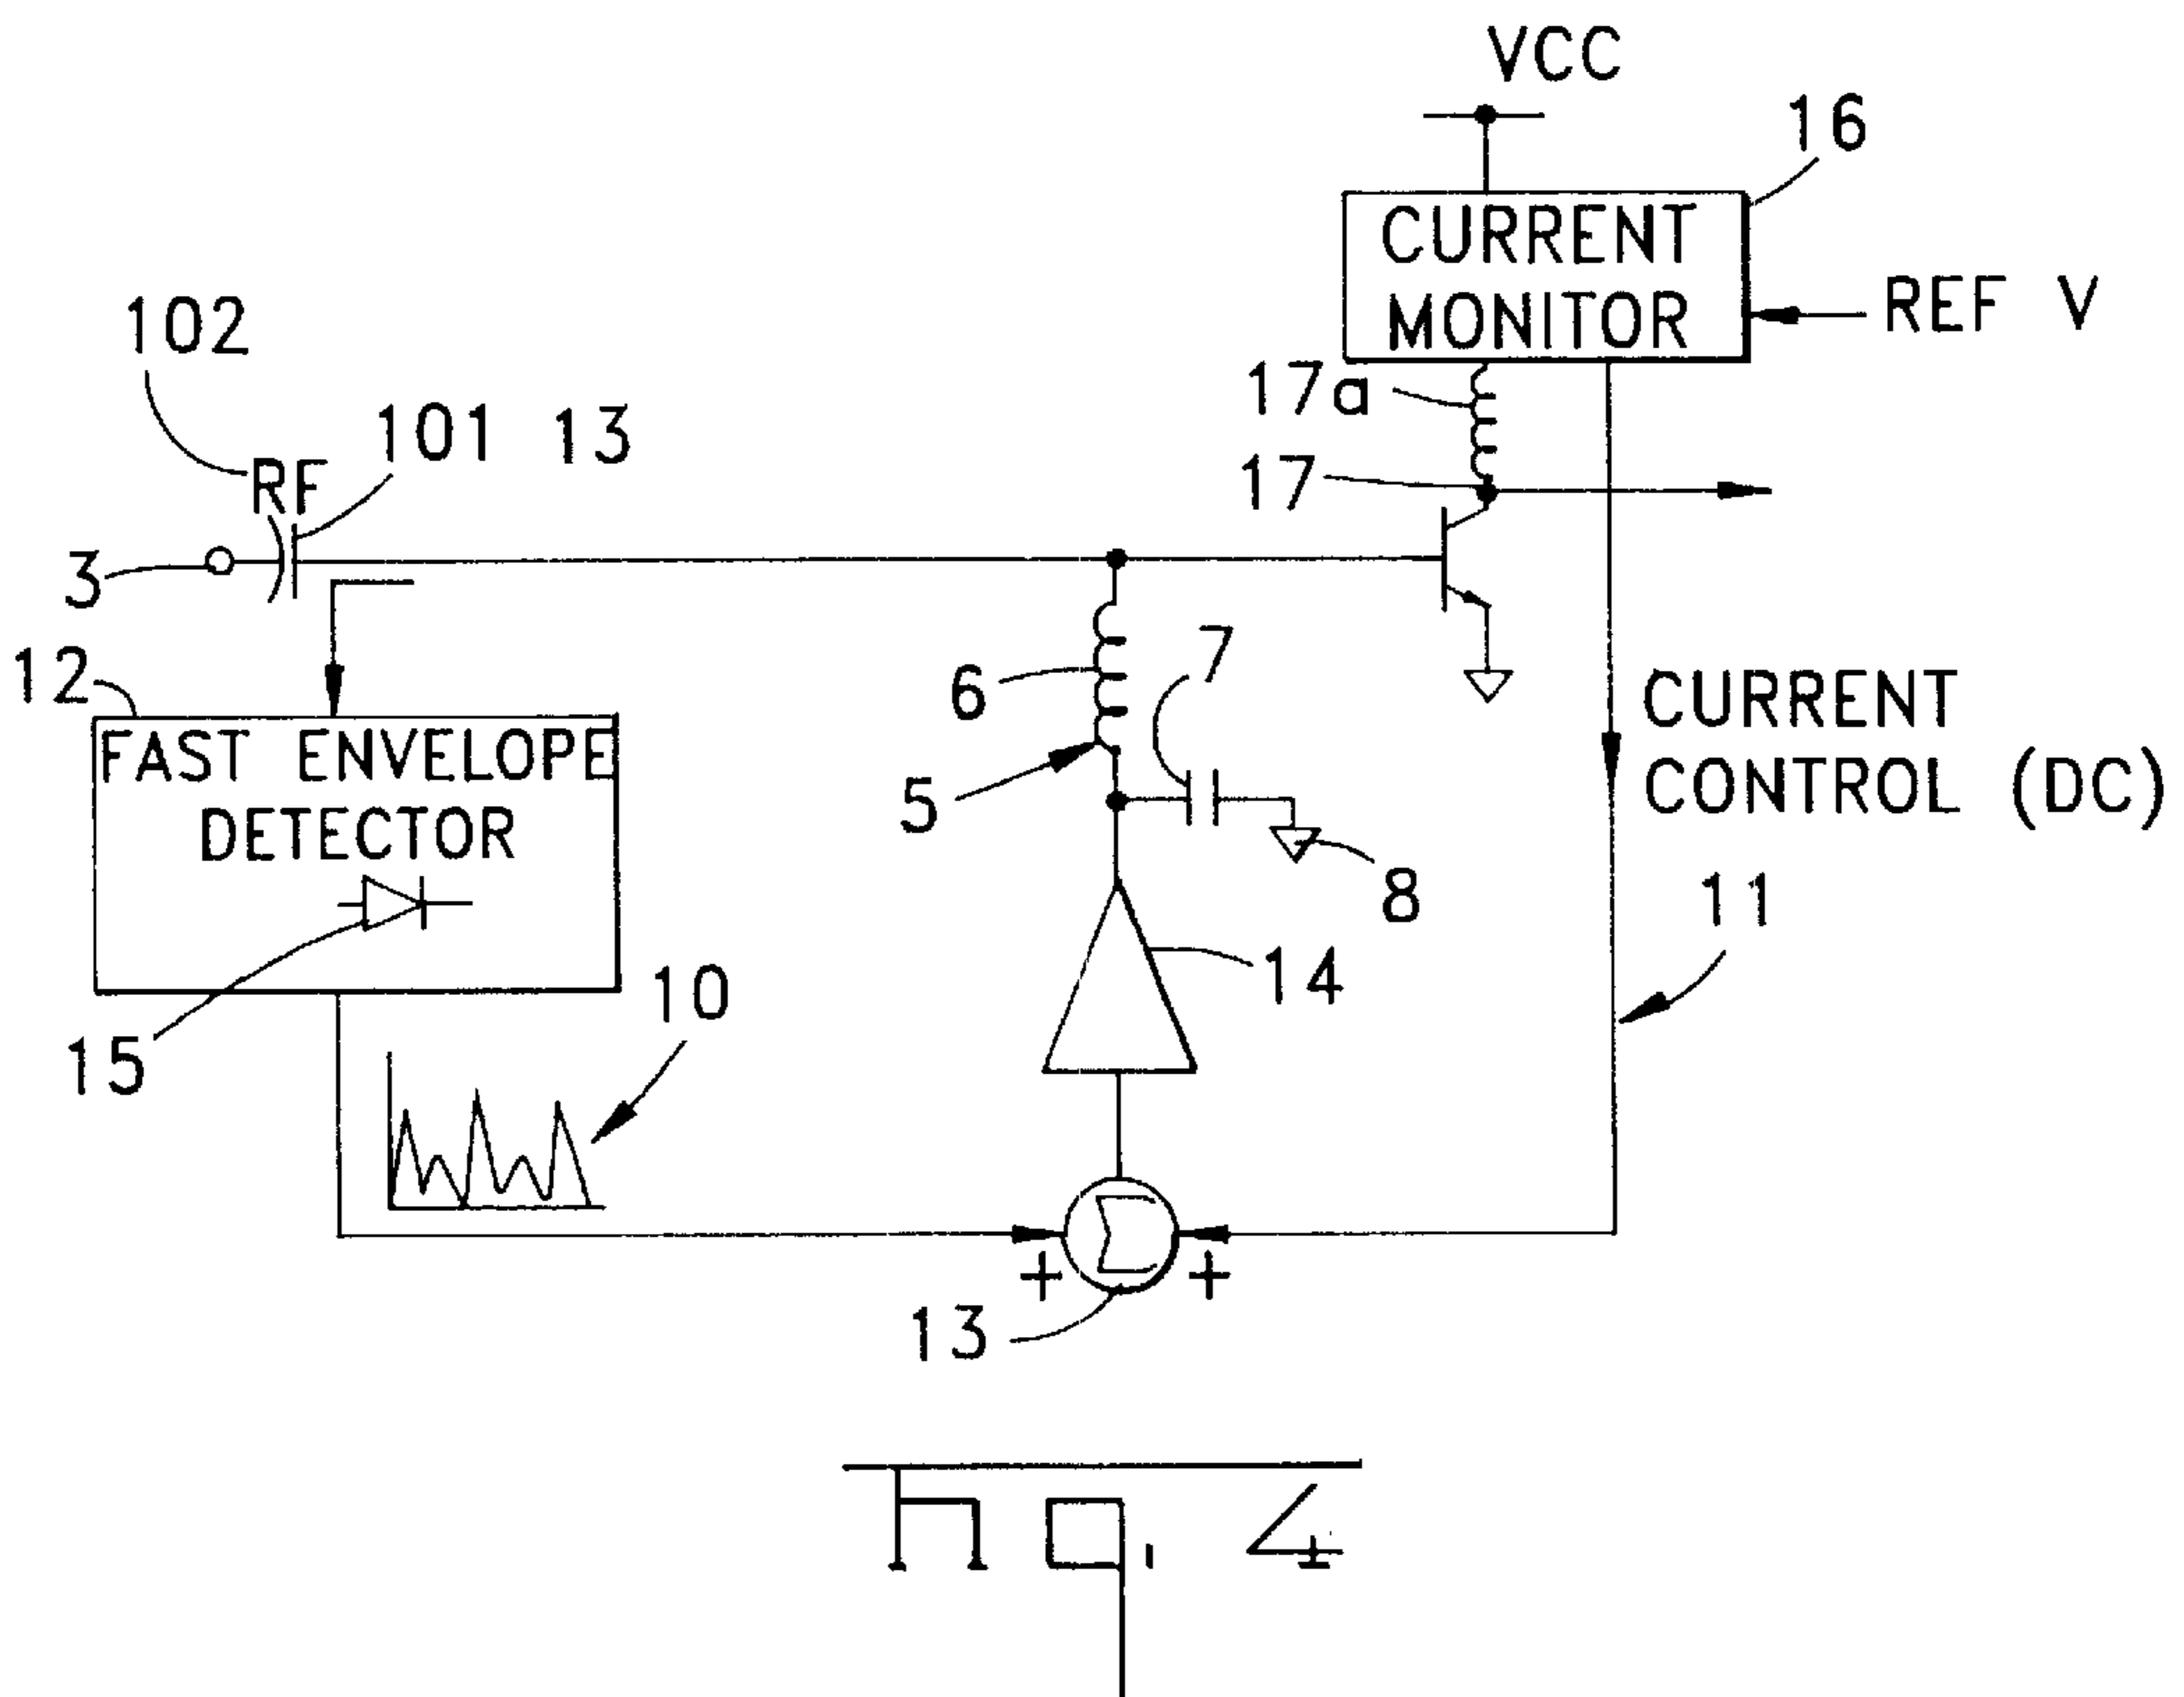 VCC
16
CURRENT
MONITOR
REF V
102
17a
101 13
RF
17
3
12
6
7
CURRENT
CONTROL (DC)
FAST ENVELOPE
DETECTOR
5
8
11
14
10
15
Σ
+ +
13
Fig. 4